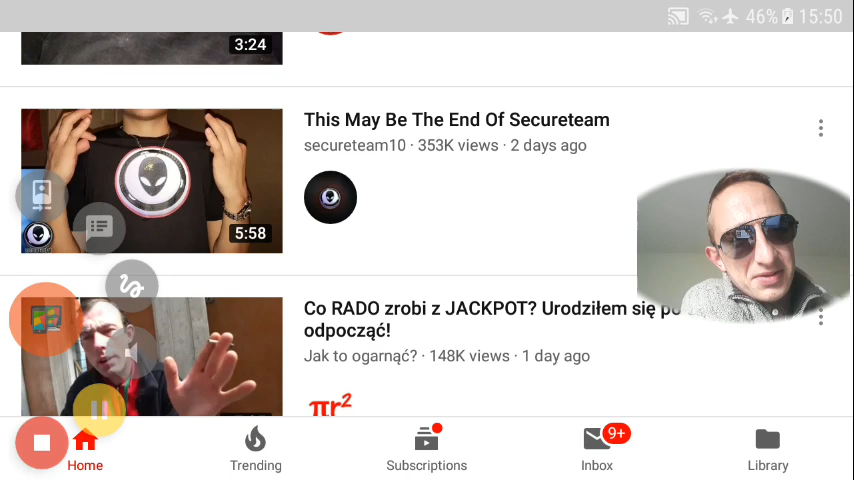 46% 15:50
3:24
This May Be The End Of Secureteam
secureteam10 · 353K views · 2 days ago
5:58
Co RADO zrobi z JACKPOT? Urodziłem się po
odpocząć!
Jak to ogarnąć? · 148K views · 1 day ago
πr²
9+
Home
Trending
Subscriptions
Inbox
Library